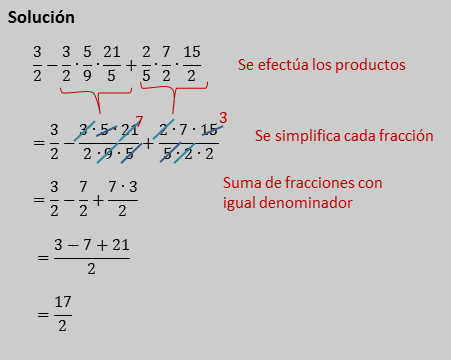 Solución
3/2 − 3/2 · 5/9 · 21/5 + 2/5 · 7/2 · 15/2 Se efectúa los productos
= 3/2 − (3 · 5 · 21)/(2 · 9 · 5) 7 + (2 · 7 · 15)/(5 · 2 · 2) 3 Se simplifica cada fracción
= 3/2 − 7/2 + (7 · 3)/2 Suma de fracciones con
igual denominador
= (3 − 7 + 21)/2
= 17/2